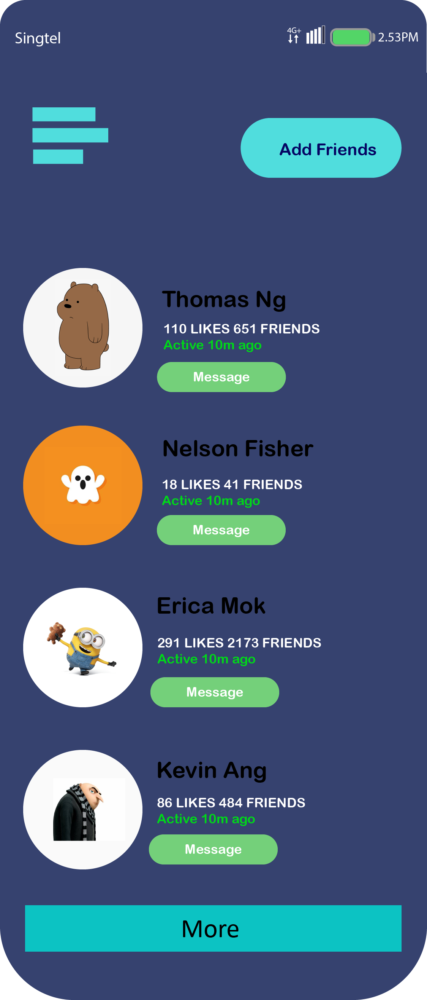 Singtel
4G+
2.53PM
Add Friends
Thomas Ng
110 LIKES 651 FRIENDS
Active 10m ago
Message
Nelson Fisher
18 LIKES 41 FRIENDS
Active 10m ago
Message
Erica Mok
291 LIKES 2173 FRIENDS
Active 10m ago
Message
Kevin Ang
86 LIKES 484 FRIENDS
Active 10m ago
Message
More